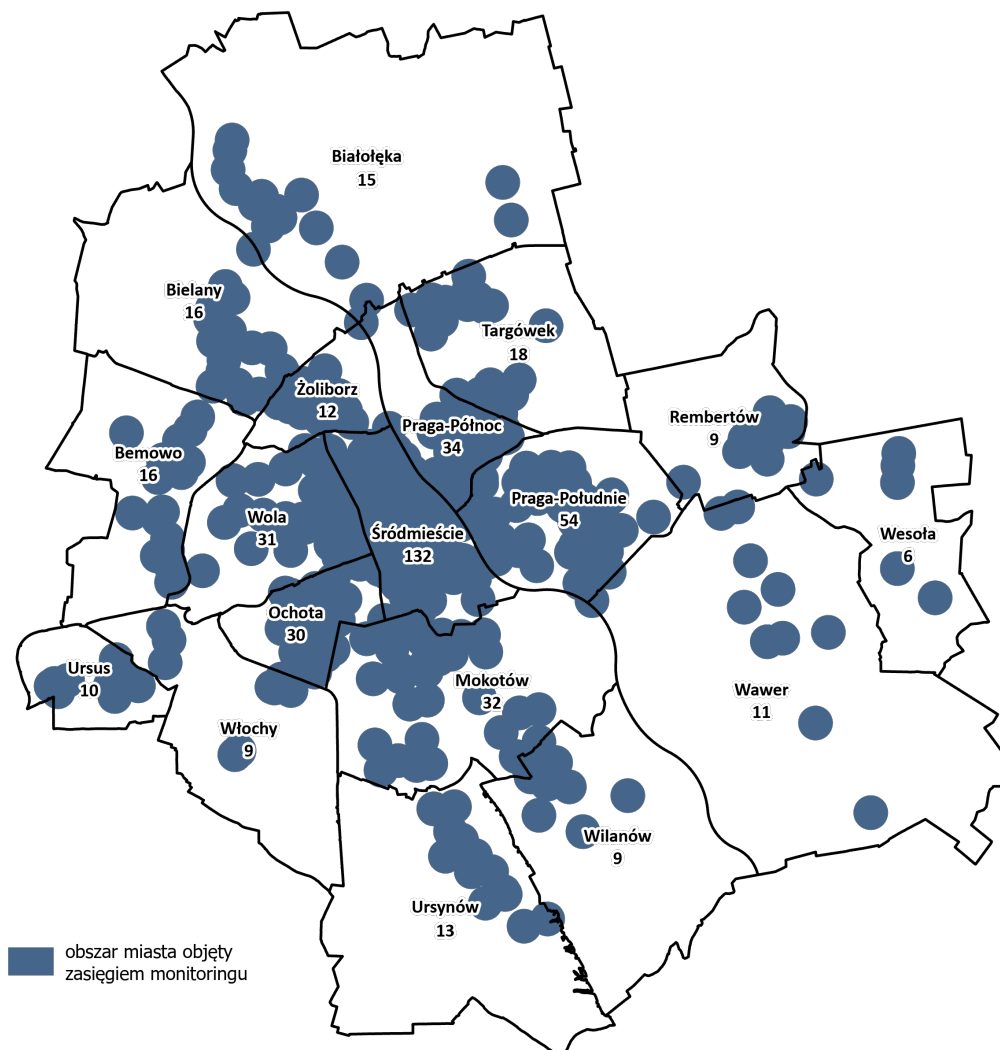 Białołęka
15
Bielany
16
Targówek
18
Żoliborz
12
Praga-Północ
34
Rembertów
9
Bemowo
16
Wola
31
Śródmieście
132
Praga-Południe
54
Wesoła
6
Ochota
30
Ursus
10
Mokotów
32
Wawer
11
Włochy
9
Wilanów
9
Ursynów
13
obszar miasta objęty
zasięgiem monitoringu